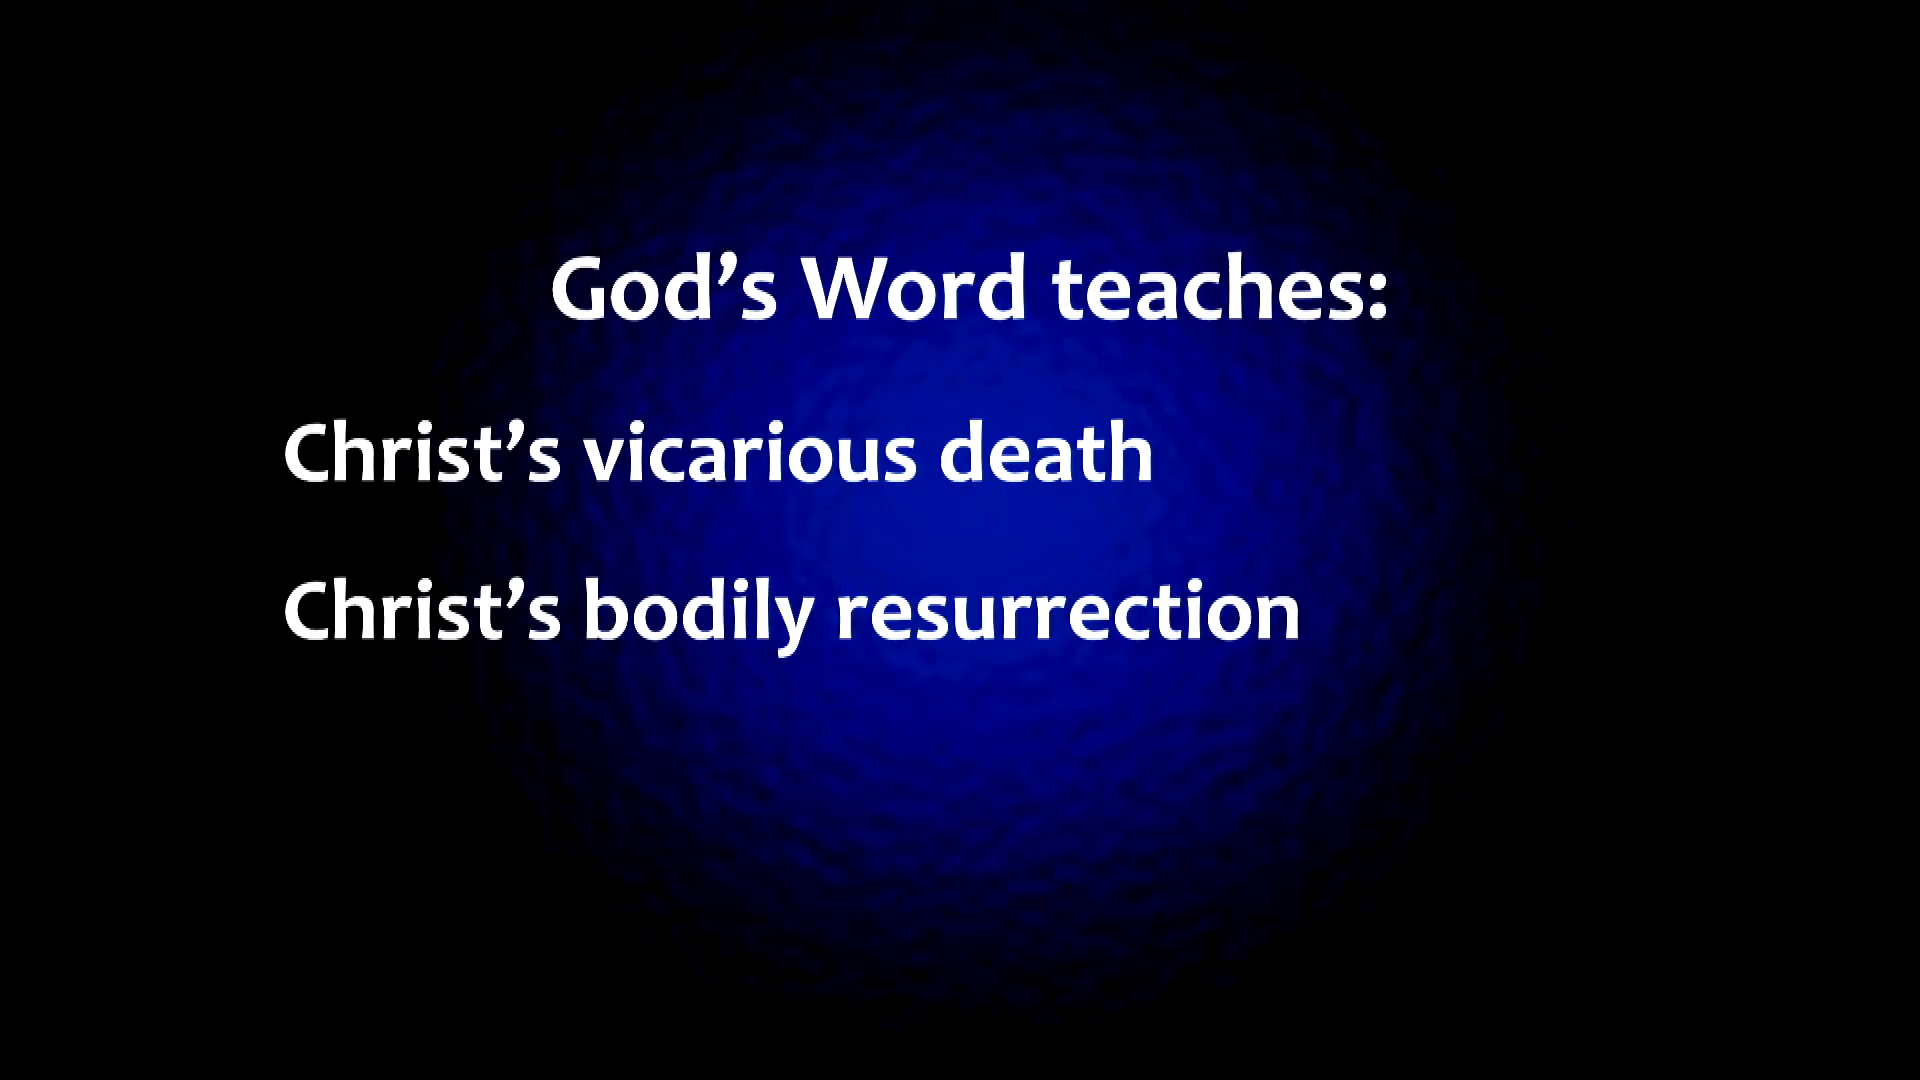 God’s Word teaches:
Christ’s vicarious death
Christ’s bodily resurrection